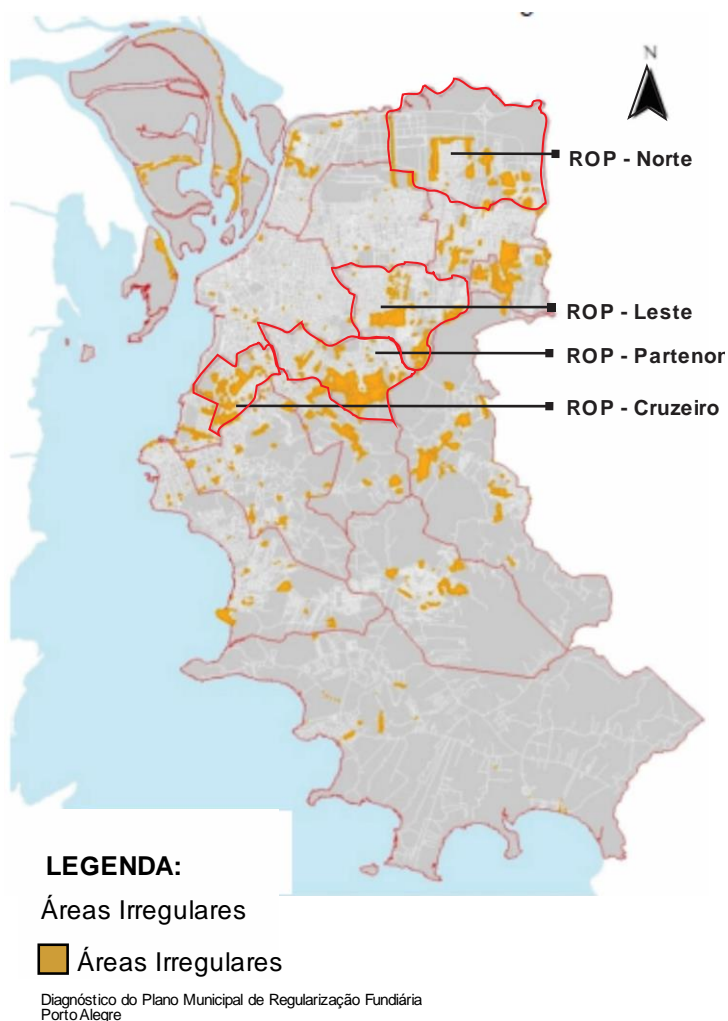 N
ROP - Norte
ROP - Leste
ROP - Partenon
ROP - Cruzeiro
LEGENDA:
Áreas Irregulares
Áreas Irregulares
Diagnóstico do Plano Municipal de Regularização Fundiária
Porto Alegre